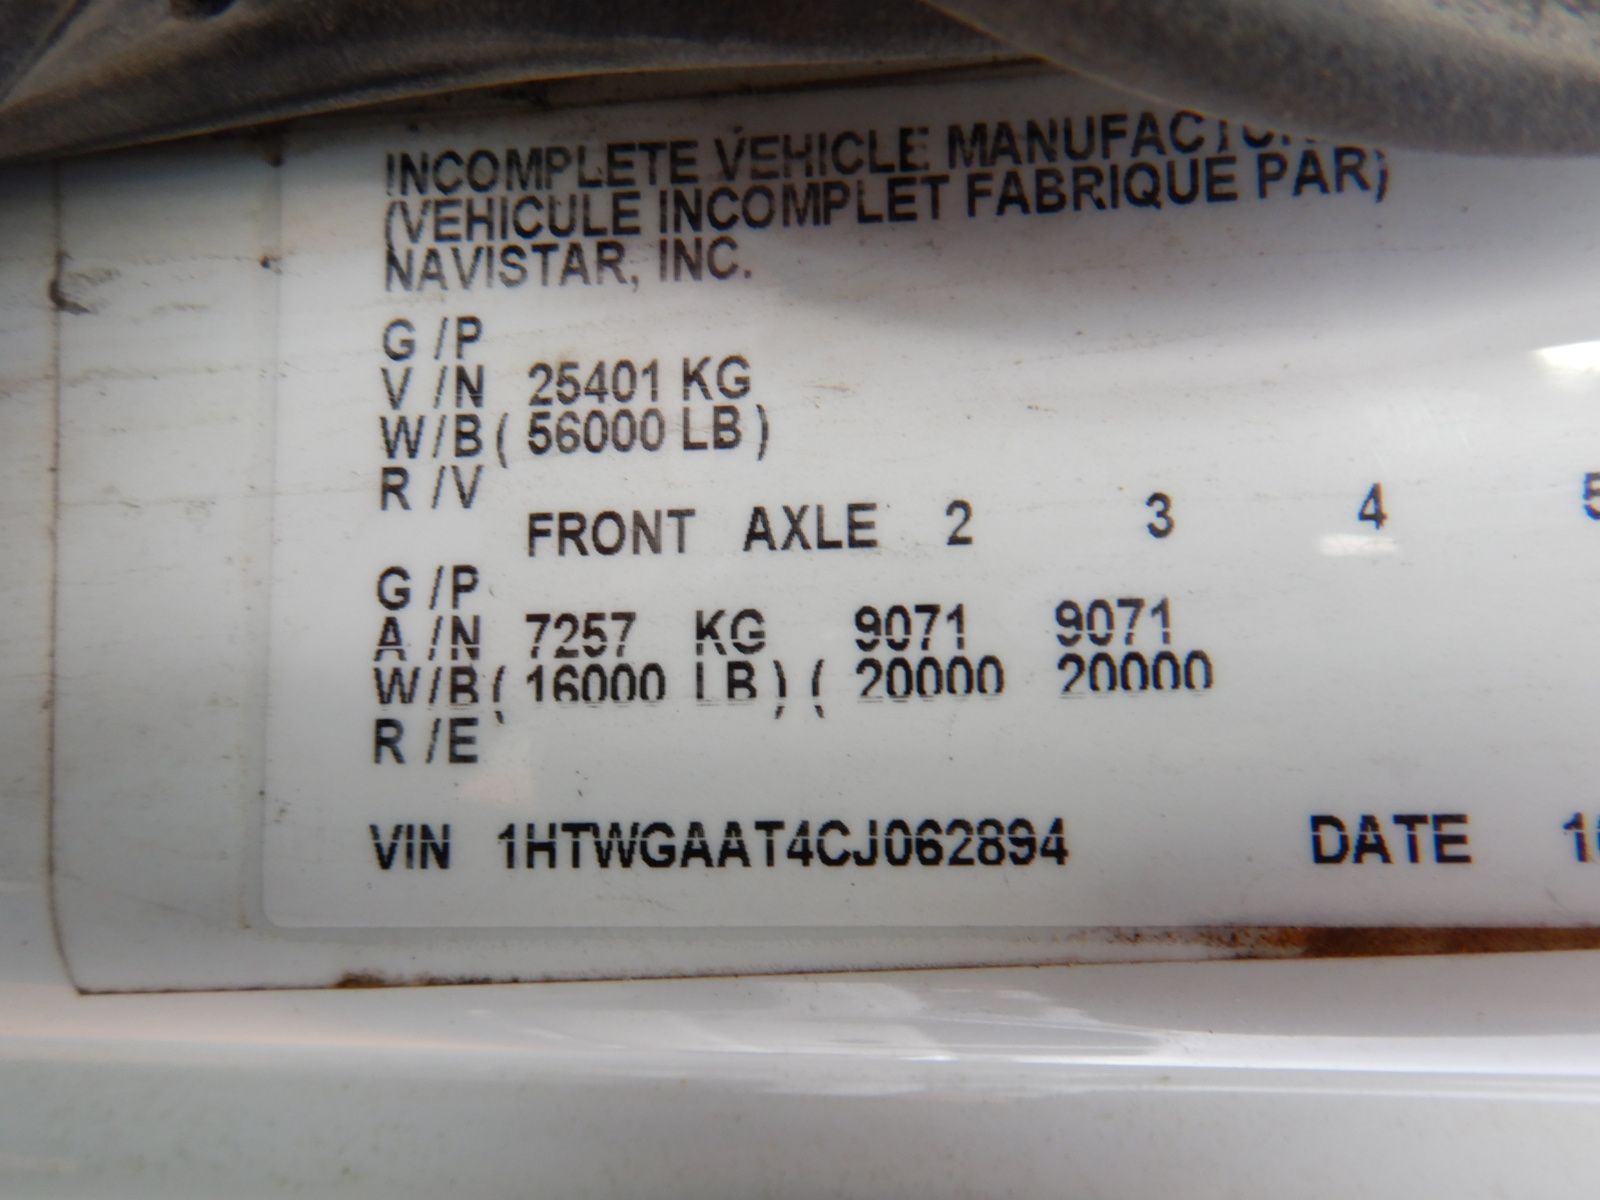 INCOMPLETE VEHICLE
(VEHICULE INCOMPLET FABRIQUE PAR)
NAVISTAR, INC.
G /P
V /N 25401 KG
W/B ( 56000 LB )
R /V
FRONT AXLE 2 3 4 5
G /P
A /N 7257 KG 9071 9071
W/B ( 16000 LB ) ( 20000 20000
R /E
VIN 1HTWGAAT4CJ062894 DATE